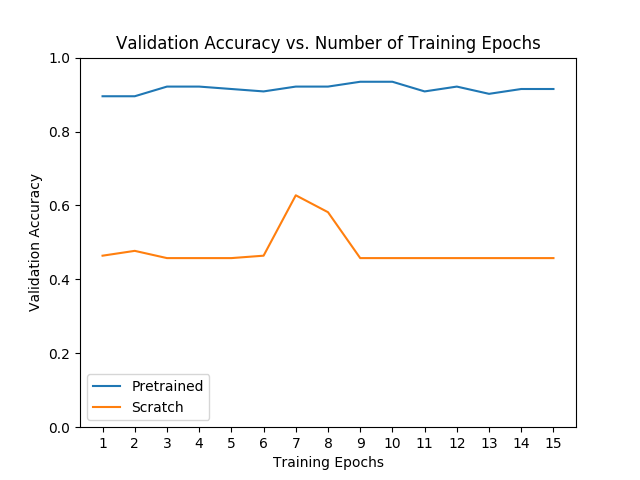 Validation Accuracy vs. Number of Training Epochs
1.0
0.8
0.6
0.4
0.2
0.0
Validation Accuracy
Pretrained
Scratch
1 2 3 4 5 6 7 8 9 10 11 12 13 14 15
Training Epochs